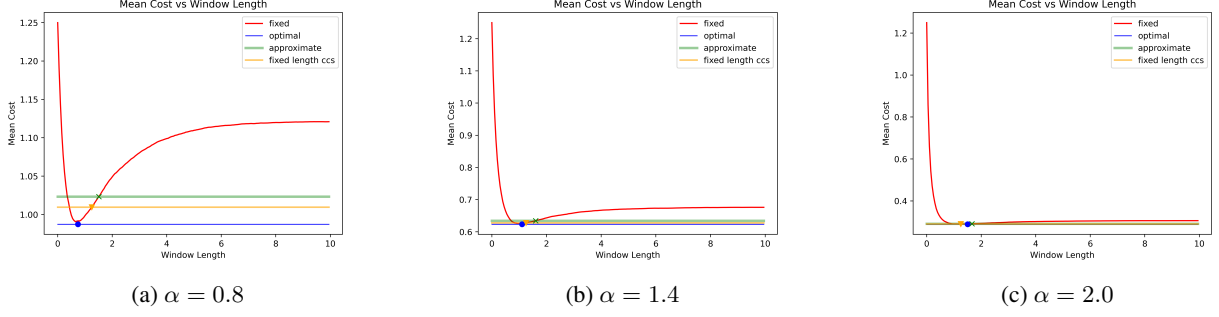 Mean Cost vs Window Length
1.25
1.20
1.15
1.10
1.05
1.00
Mean Cost
0 2 4 6 8 10
Window Length
fixed
optimal
approximate
fixed length ccs
(a) α = 0.8
Mean Cost vs Window Length
1.2
1.1
1.0
0.9
0.8
0.7
0.6
Mean Cost
0 2 4 6 8 10
Window Length
fixed
optimal
approximate
fixed length ccs
(b) α = 1.4
Mean Cost vs Window Length
1.2
1.0
0.8
0.6
0.4
Mean Cost
0 2 4 6 8 10
Window Length
fixed
optimal
approximate
fixed length ccs
(c) α = 2.0